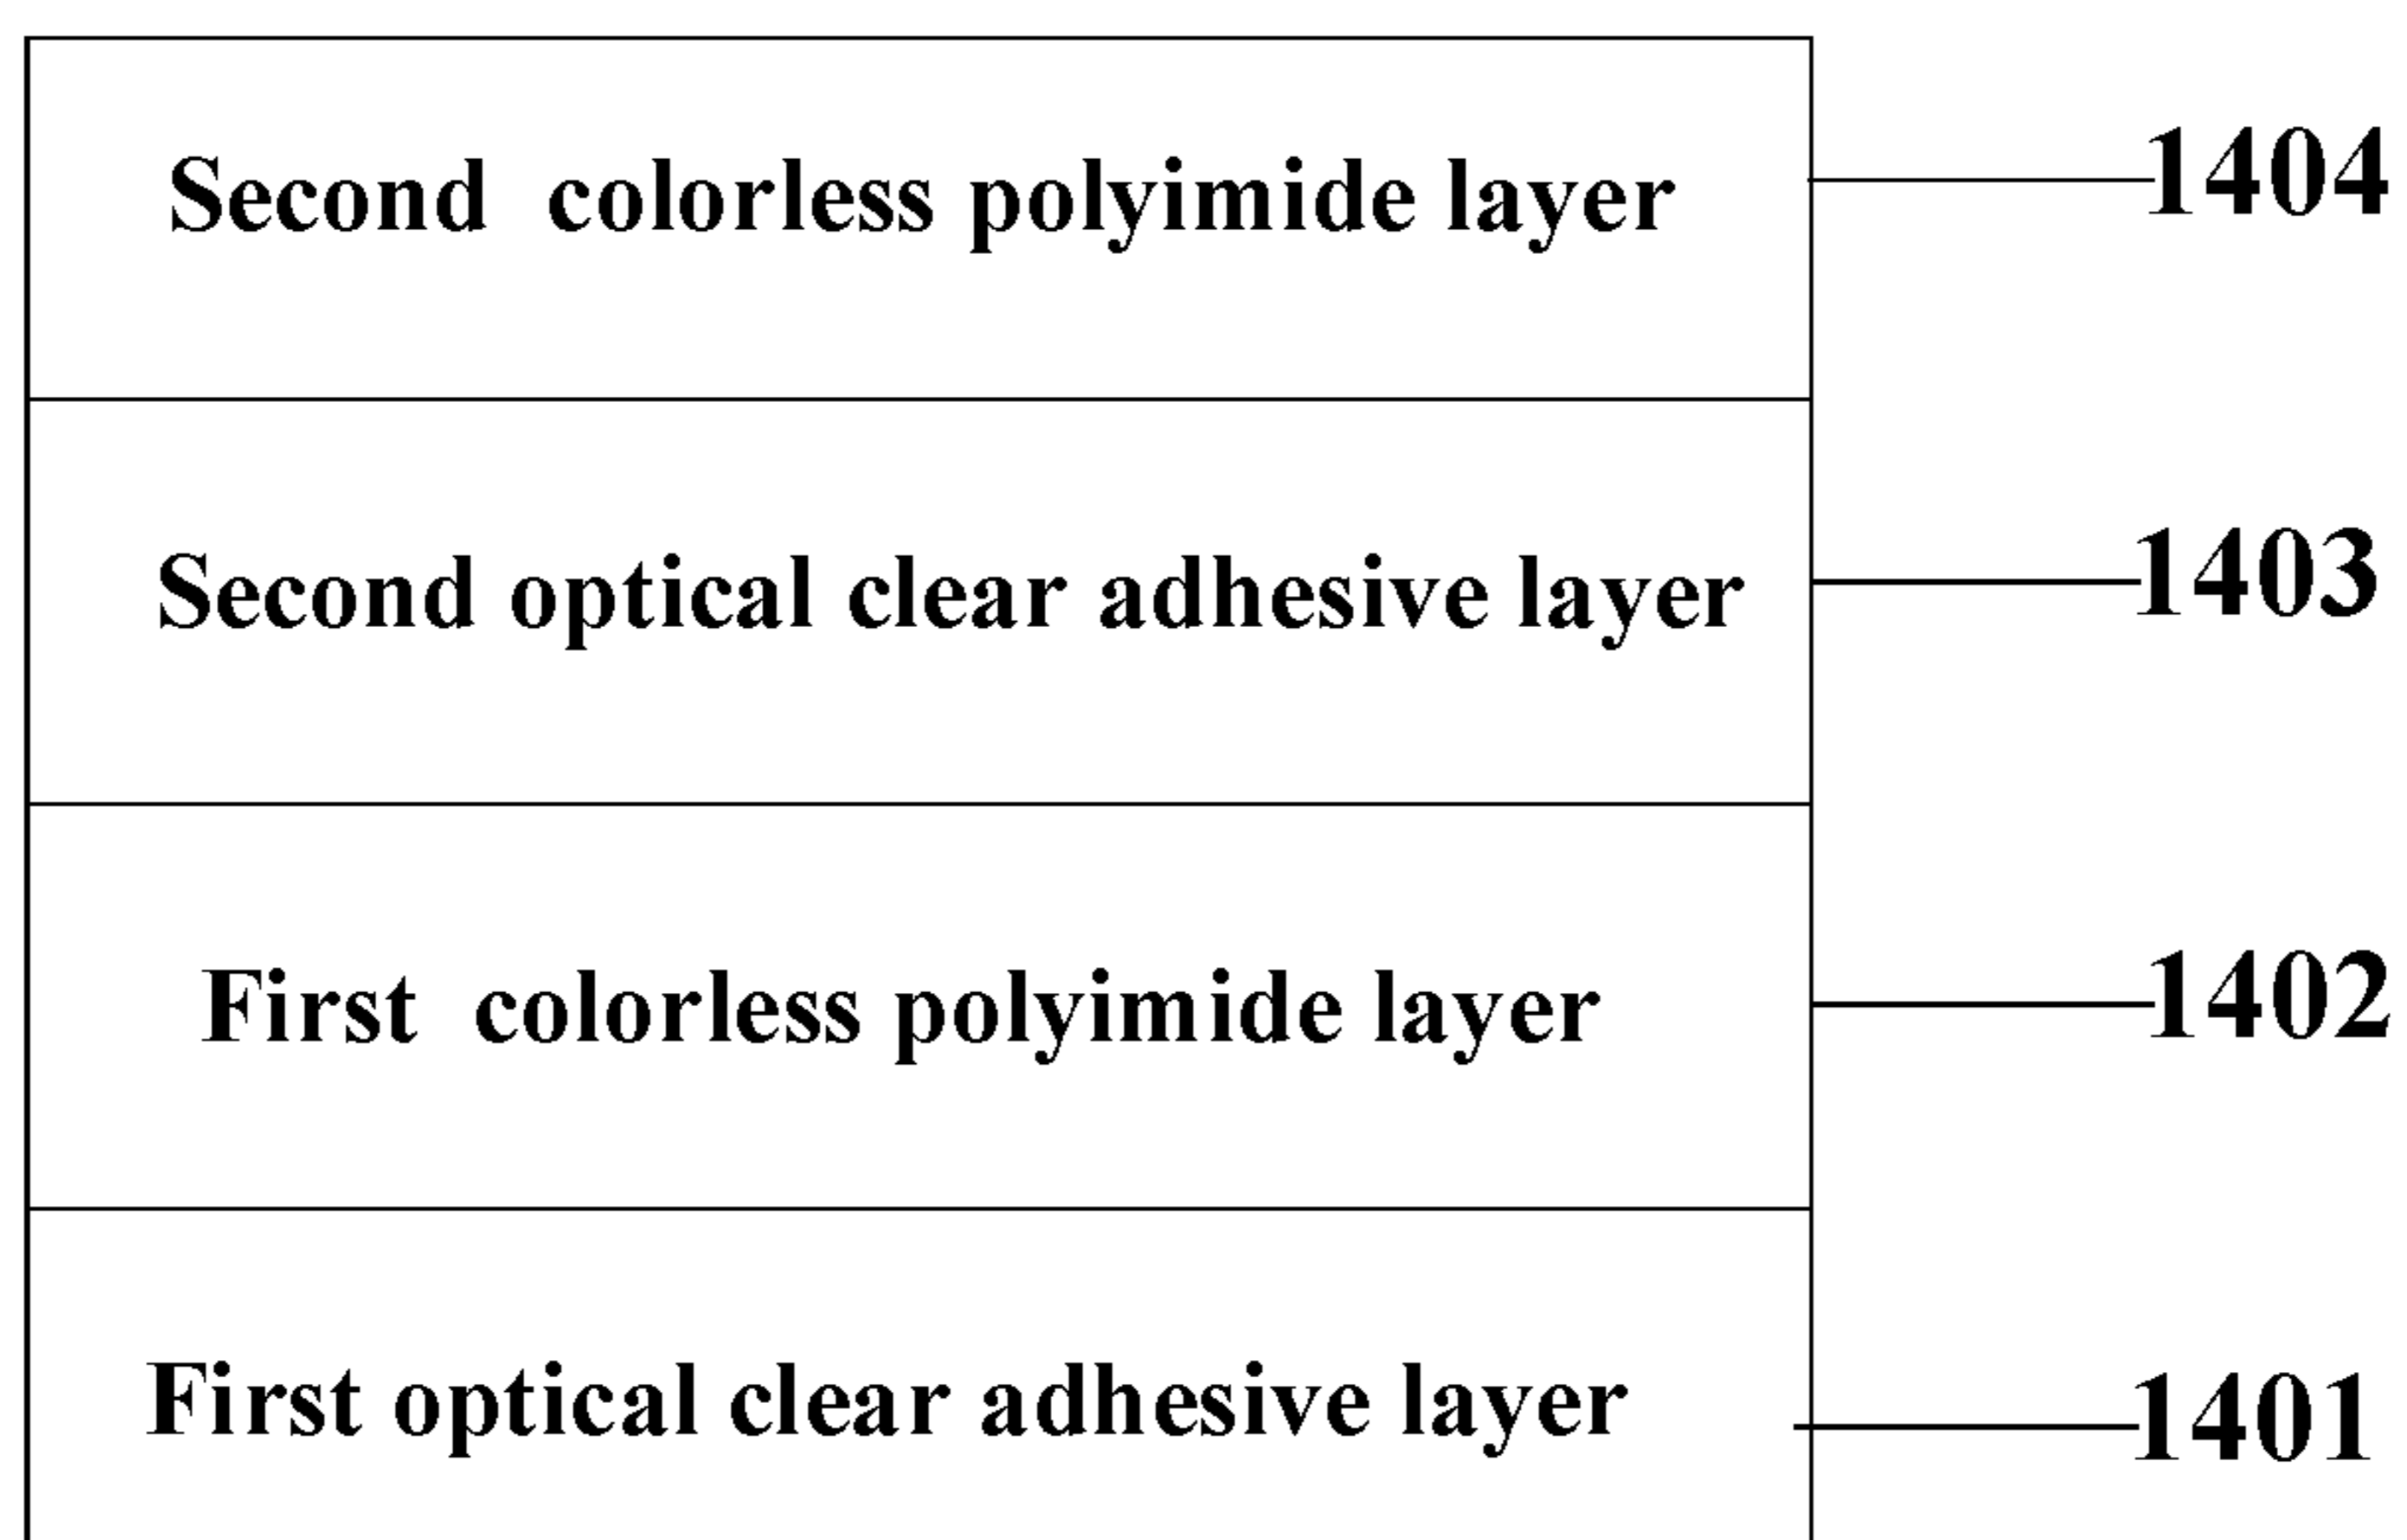 Second colorless polyimide layer 1404
Second optical clear adhesive layer 1403
First colorless polyimide layer 1402
First optical clear adhesive layer 1401